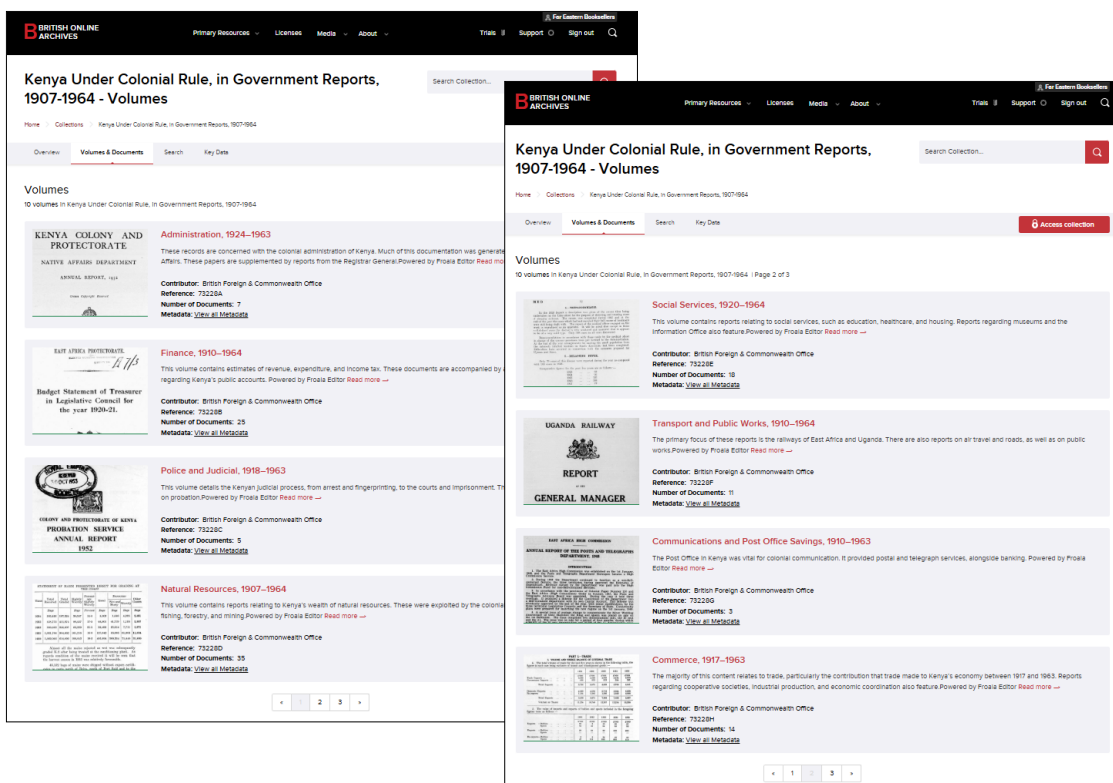 For Eastern Booksellers
BRITISH ONLINE
ARCHIVES
Primary Resources
Licenses
Media
About
Trials
Support
Sign out
Kenya Under Colonial Rule, in Government Reports,
1907-1964 - Volumes
Search Collection...
Home
Collections
Kenya Under Colonial Rule, in Government Reports, 1907-1964
Overview
Volumes & Documents
Search
Key Data
Volumes
10 volumes in Kenya Under Colonial Rule, in Government Reports, 1907-1964
KENYA COLONY AND
PROTECTORATE
NATIVE AFFAIRS DEPARTMENT
ANNUAL REPORT,
Administration, 1924–1963
These records are concerned with the colonial administration of Kenya. Much of this documentation was generate
Affairs. These papers are supplemented by reports from the Registrar General.Powered by Froala Editor Read mo
Contributor: British Foreign & Commonwealth Office
Reference: 73228A
Number of Documents: 7
Metadata: View all Metadata
EAST AFRICA PROTECTORATE.
Budget Statement of Treasurer
in Legislative Council for
the year 1920-21.
Finance, 1910–1964
This volume contains estimates of revenue, expenditure, and income tax. These documents are accompanied by
regarding Kenya's public accounts. Powered by Froala Editor Read more →
Contributor: British Foreign & Commonwealth Office
Reference: 73228B
Number of Documents: 25
Metadata: View all Metadata
COLONY AND PROTECTORATE OF KENYA
PROBATION SERVICE
ANNUAL REPORT
1952
Police and Judicial, 1918–1963
This volume details the Kenyan judicial process, from arrest and fingerprinting, to the courts and imprisonment. Th
on probation.Powered by Froala Editor Read more →
Contributor: British Foreign & Commonwealth Office
Reference: 73228C
Number of Documents: 5
Metadata: View all Metadata
Natural Resources, 1907–1964
This volume contains reports relating to Kenya's wealth of natural resources. These were exploited by the colonia
fishing, forestry, and mining.Powered by Froala Editor Read more →
Contributor: British Foreign & Commonwealth Office
Reference: 73228D
Number of Documents: 35
Metadata: View all Metadata
« 1 2 3 »
For Eastern Booksellers
BRITISH ONLINE
ARCHIVES
Primary Resources
Licenses
Media
About
Trials
Support
Sign out
Kenya Under Colonial Rule, in Government Reports,
1907-1964 - Volumes
Search Collection...
Home
Collections
Kenya Under Colonial Rule, in Government Reports, 1907-1964
Overview
Volumes & Documents
Search
Key Data
Access collection
Volumes
10 volumes in Kenya Under Colonial Rule, in Government Reports, 1907-1964 | Page 2 of 3
Social Services, 1920–1964
This volume contains reports relating to social services, such as education, healthcare, and housing. Reports regarding museums and the
Information Office also feature.Powered by Froala Editor Read more →
Contributor: British Foreign & Commonwealth Office
Reference: 73228E
Number of Documents: 18
Metadata: View all Metadata
UGANDA RAILWAY
REPORT
OF THE
GENERAL MANAGER
Transport and Public Works, 1910–1964
The primary focus of these reports is the railways of East Africa and Uganda. There are also reports on air travel and roads, as well as on public
works.Powered by Froala Editor Read more →
Contributor: British Foreign & Commonwealth Office
Reference: 73228F
Number of Documents: 11
Metadata: View all Metadata
EAST AFRICA HIGH COMMISSION
ANNUAL REPORT OF THE POSTS AND TELEGRAPHS
Communications and Post Office Savings, 1910–1963
The Post Office in Kenya was vital for colonial communication. It provided postal and telegraph services, alongside banking. Powered by Froala
Editor Read more →
Contributor: British Foreign & Commonwealth Office
Reference: 73228G
Number of Documents: 3
Metadata: View all Metadata
Commerce, 1917–1963
The majority of this content relates to trade, particularly the contribution that trade made to Kenya's economy between 1917 and 1963. Reports
regarding cooperative societies, industrial production, and economic coordination also feature.Powered by Froala Editor Read more →
Contributor: British Foreign & Commonwealth Office
Reference: 73228H
Number of Documents: 14
Metadata: View all Metadata
« 1 2 3 »